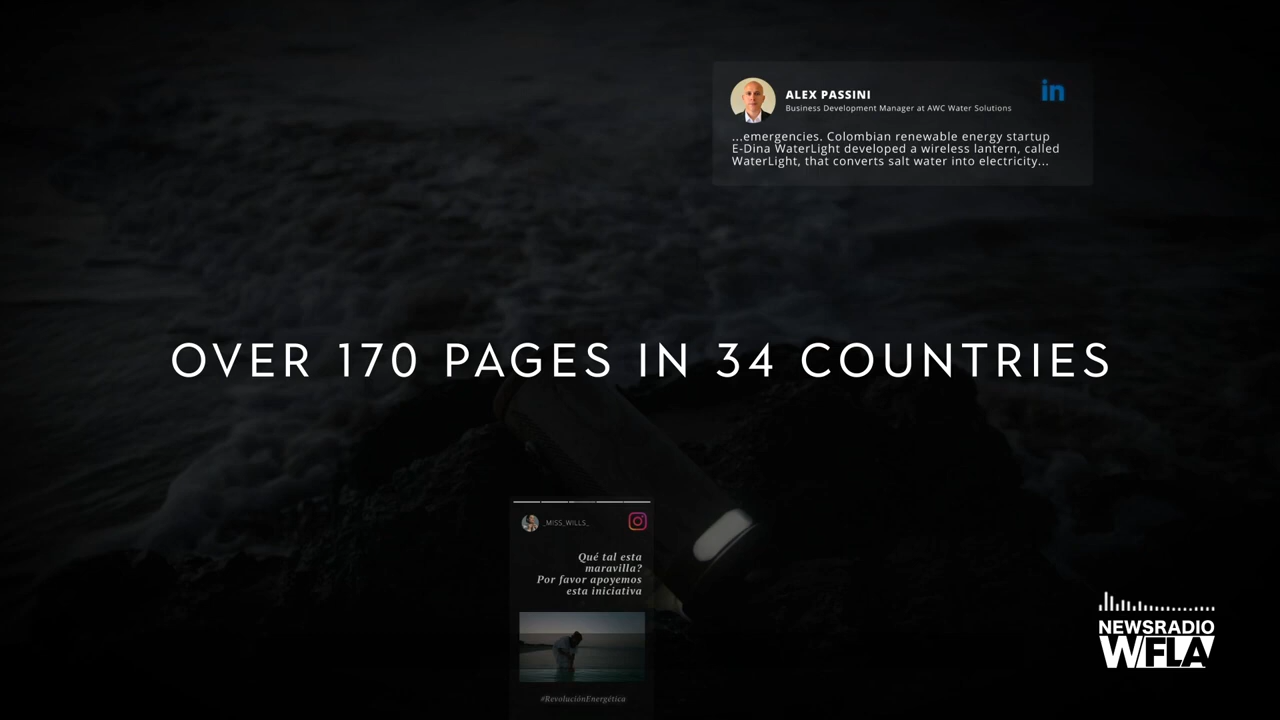 ALEX PASSINI
in
Business Development Manager at AWC Water Solutions
...emergencies. Colombian renewable energy startup
E-Dina WaterLight developed a wireless lantern, called
WaterLight, that converts salt water into electricity...
OVER 170 PAGES IN 34 COUNTRIES
_MISS_WILLS_
Qué tal esta
maravilla?
Por favor apoyemos
esta iniciativa
#RevoluciónEnergética
NEWSRADIO
WFLA